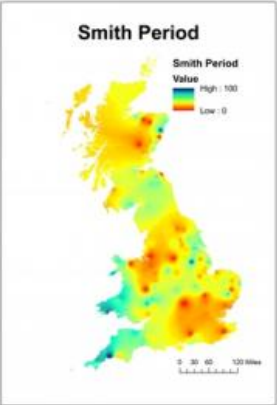 Smith Period
Smith Period
Value
High : 100
Low : 0
0 30 60 120 Miles